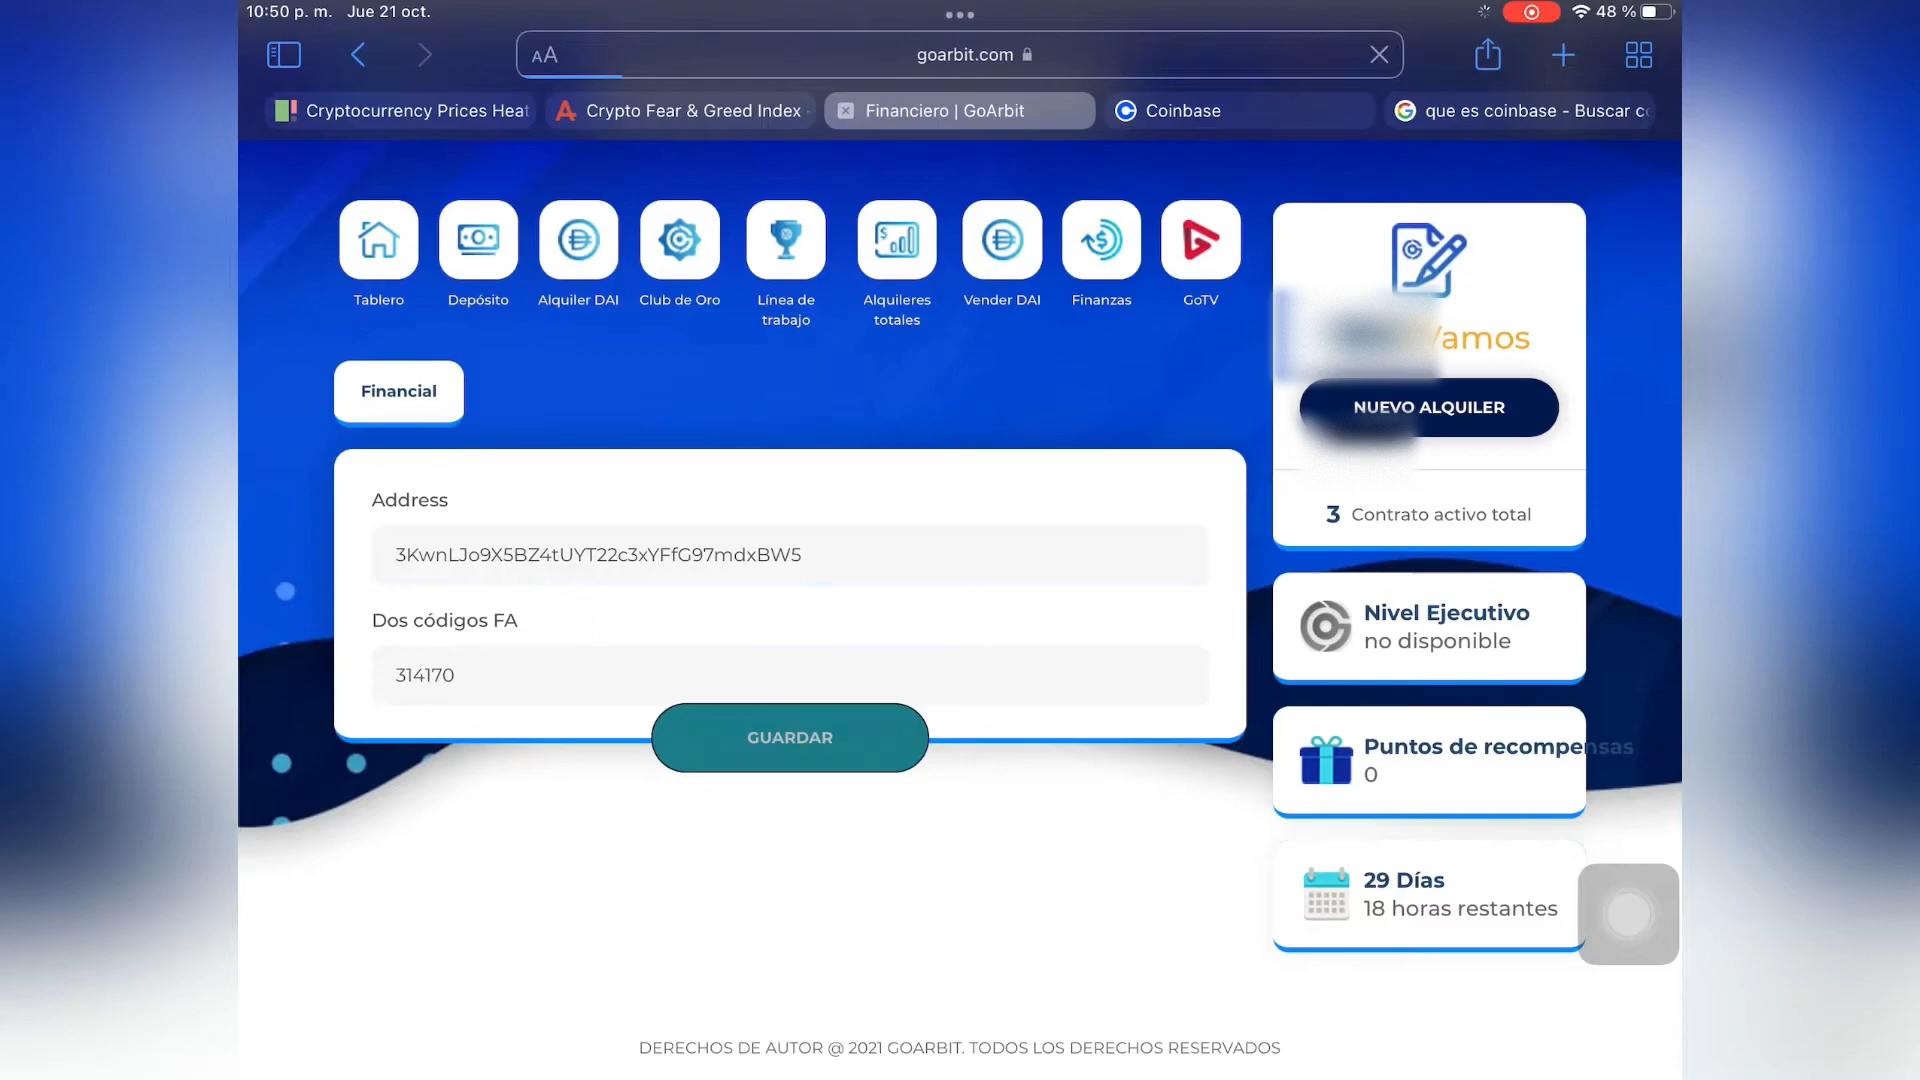 10:50 p. m. Jue 21 oct.
48 %
AA
goarbit.com
Cryptocurrency Prices Heat
Crypto Fear & Greed Index -
Financiero | GoArbit
Coinbase
que es coinbase - Buscar co
Tablero
Depósito
Alquiler DAI
Club de Oro
Línea de
trabajo
Alquileres
totales
Vender DAI
Finanzas
GoTV
Financial
Address
3KwnLJo9X5BZ4tUYT22c3xYFfG97mdxBW5
Dos códigos FA
314170
GUARDAR
Vamos
NUEVO ALQUILER
3 Contrato activo total
Nivel Ejecutivo
no disponible
Puntos de recompensas
0
29 Días
18 horas restantes
DERECHOS DE AUTOR @ 2021 GOARBIT. TODOS LOS DERECHOS RESERVADOS